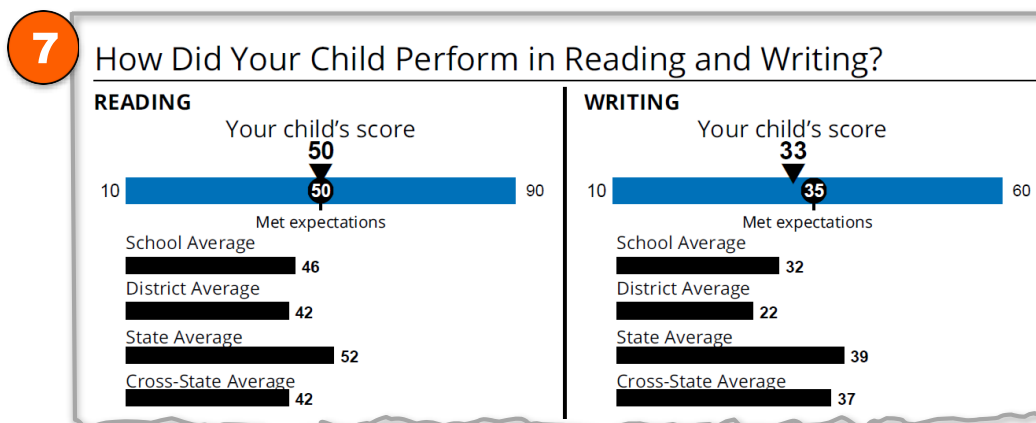 7
How Did Your Child Perform in Reading and Writing?
READING
Your child's score
50
10 50 90
Met expectations
School Average
46
District Average
42
State Average
52
Cross-State Average
42
WRITING
Your child's score
33
10 35 60
Met expectations
School Average
32
District Average
22
State Average
39
Cross-State Average
37